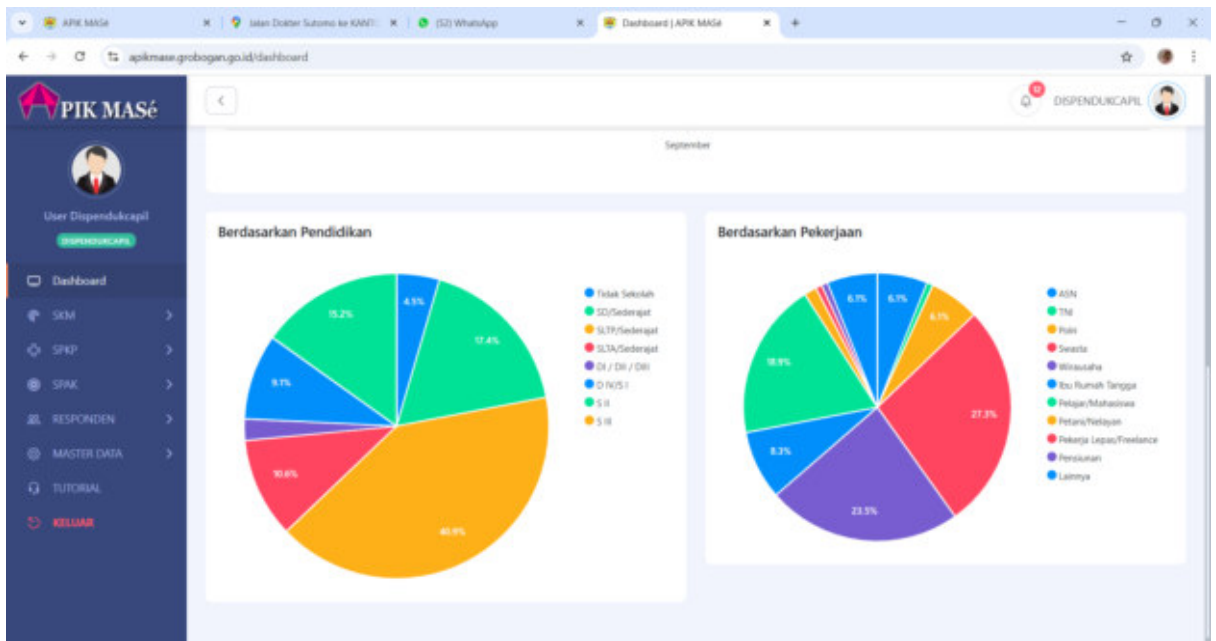 APIK MASé
Jalan Dokter Sutomo ke KANT
(52) WhatsApp
Dashboard | APIK MASé
apikmase.grobogan.go.id/dashboard
APIK MASé
DISPENDUKCAPIL
User Dispendukcapil
DISPENDUKCAPIL
Dashboard
SKM
SPKP
SPAK
RESPONDEN
MASTER DATA
TUTORIAL
KELUAR
September
Berdasarkan Pendidikan
4.5%
17.4%
40.9%
10.6%
9.1%
15.2%
Tidak Sekolah
SD/Sederajat
SLTP/Sederajat
SLTA/Sederajat
DI / DII / DIII
D IV/S I
S II
S III
Berdasarkan Pekerjaan
6.1%
6.1%
6.1%
27.3%
23.5%
8.3%
18.9%
ASN
TNI
Polri
Swasta
Wirausaha
Ibu Rumah Tangga
Pelajar/Mahasiswa
Petani/Nelayan
Pekerja Lepas/Freelance
Pensiunan
Lainnya